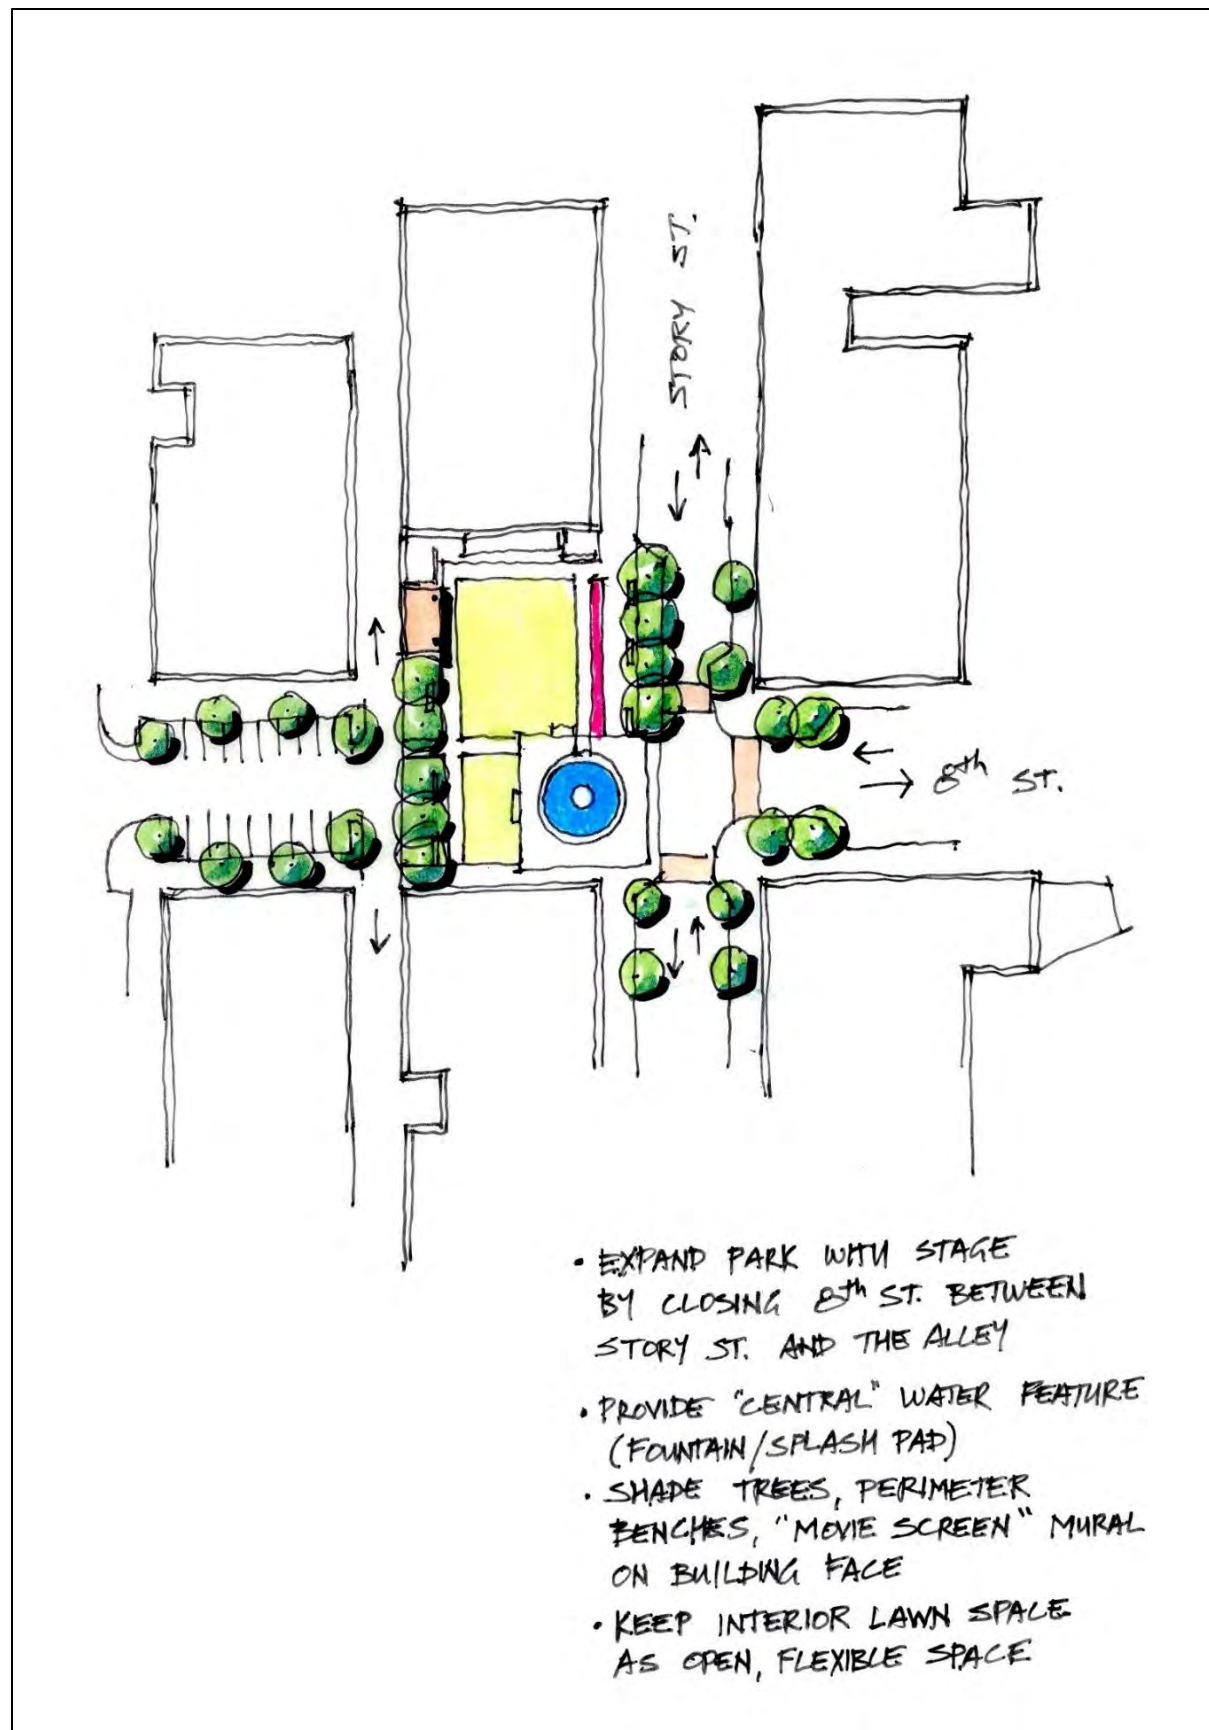 STORY ST.
8th ST.
• EXPAND PARK WITH STAGE
BY CLOSING 8th ST. BETWEEN
STORY ST. AND THE ALLEY
• PROVIDE "CENTRAL" WATER FEATURE
(FOUNTAIN/SPLASH PAD)
• SHADE TREES, PERIMETER
BENCHES, "MOVIE SCREEN" MURAL
ON BUILDING FACE
• KEEP INTERIOR LAWN SPACE
AS OPEN, FLEXIBLE SPACE